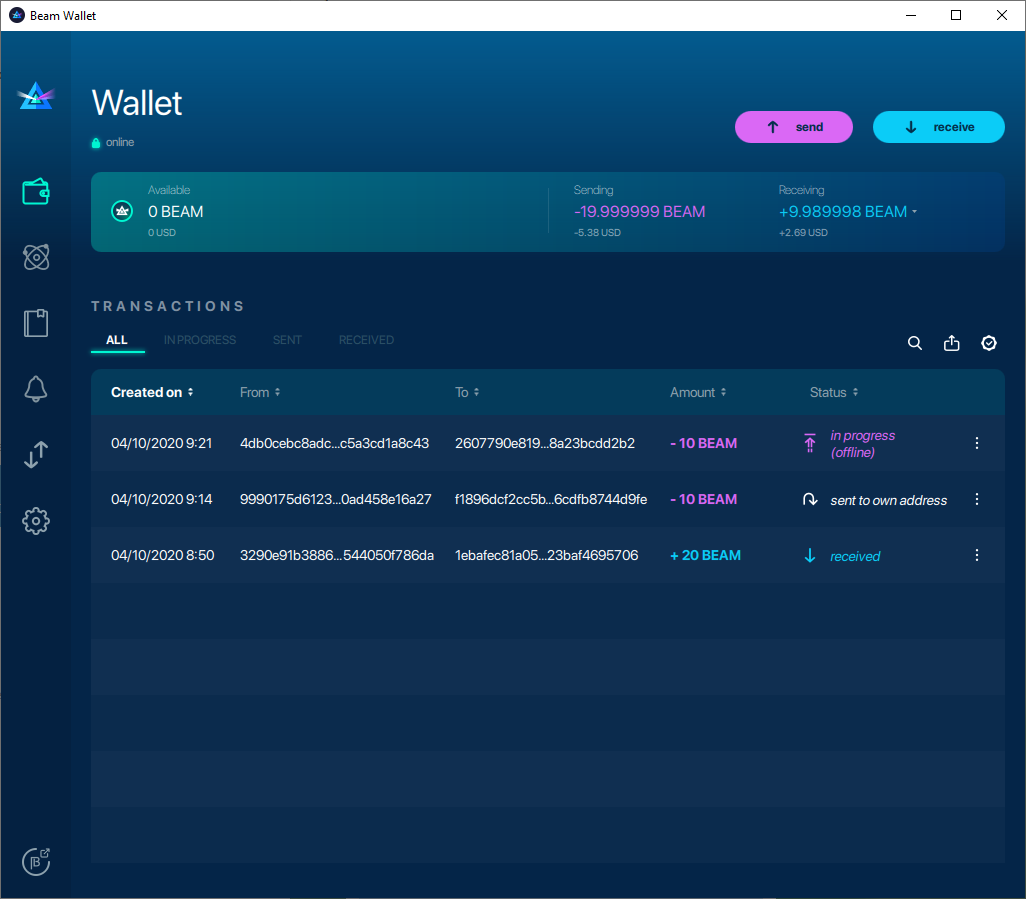 Beam Wallet
Wallet
online
send
receive
Available
0 BEAM
0 USD
Sending
-19.999999 BEAM
-5.38 USD
Receiving
+9.989998 BEAM
+2.69 USD
TRANSACTIONS
ALL IN PROGRESS SENT RECEIVED
Created on From To Amount Status
04/10/2020 9:21 4db0cebc8adc...c5a3cd1a8c43 2607790e819...8a23bcdd2b2 - 10 BEAM in progress
(offline)
04/10/2020 9:14 9990175d6123...0ad458e16a27 f1896dcf2cc5b...6cdfb8744d9fe - 10 BEAM sent to own address
04/10/2020 8:50 3290e91b3886...544050f786da 1ebafec81a05...23baf4695706 + 20 BEAM received